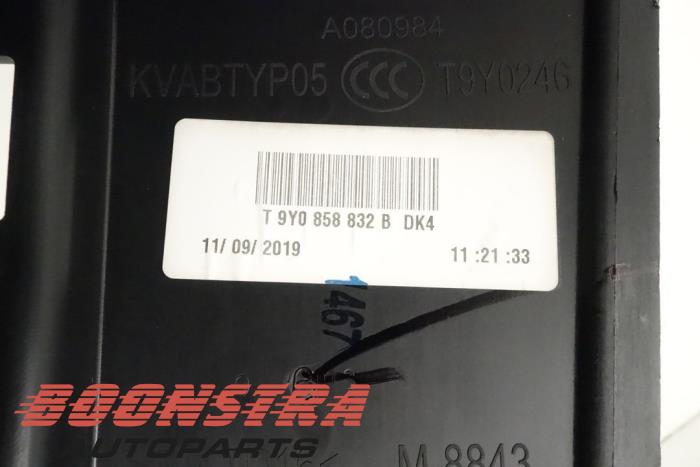 A080984
KVABTYP05 CCC T9Y0246
T 9Y0 858 832 B DK4
11/ 09/ 2019 11 :21 :33
1467
BOONSTRA
AUTOPARTS
M 8843